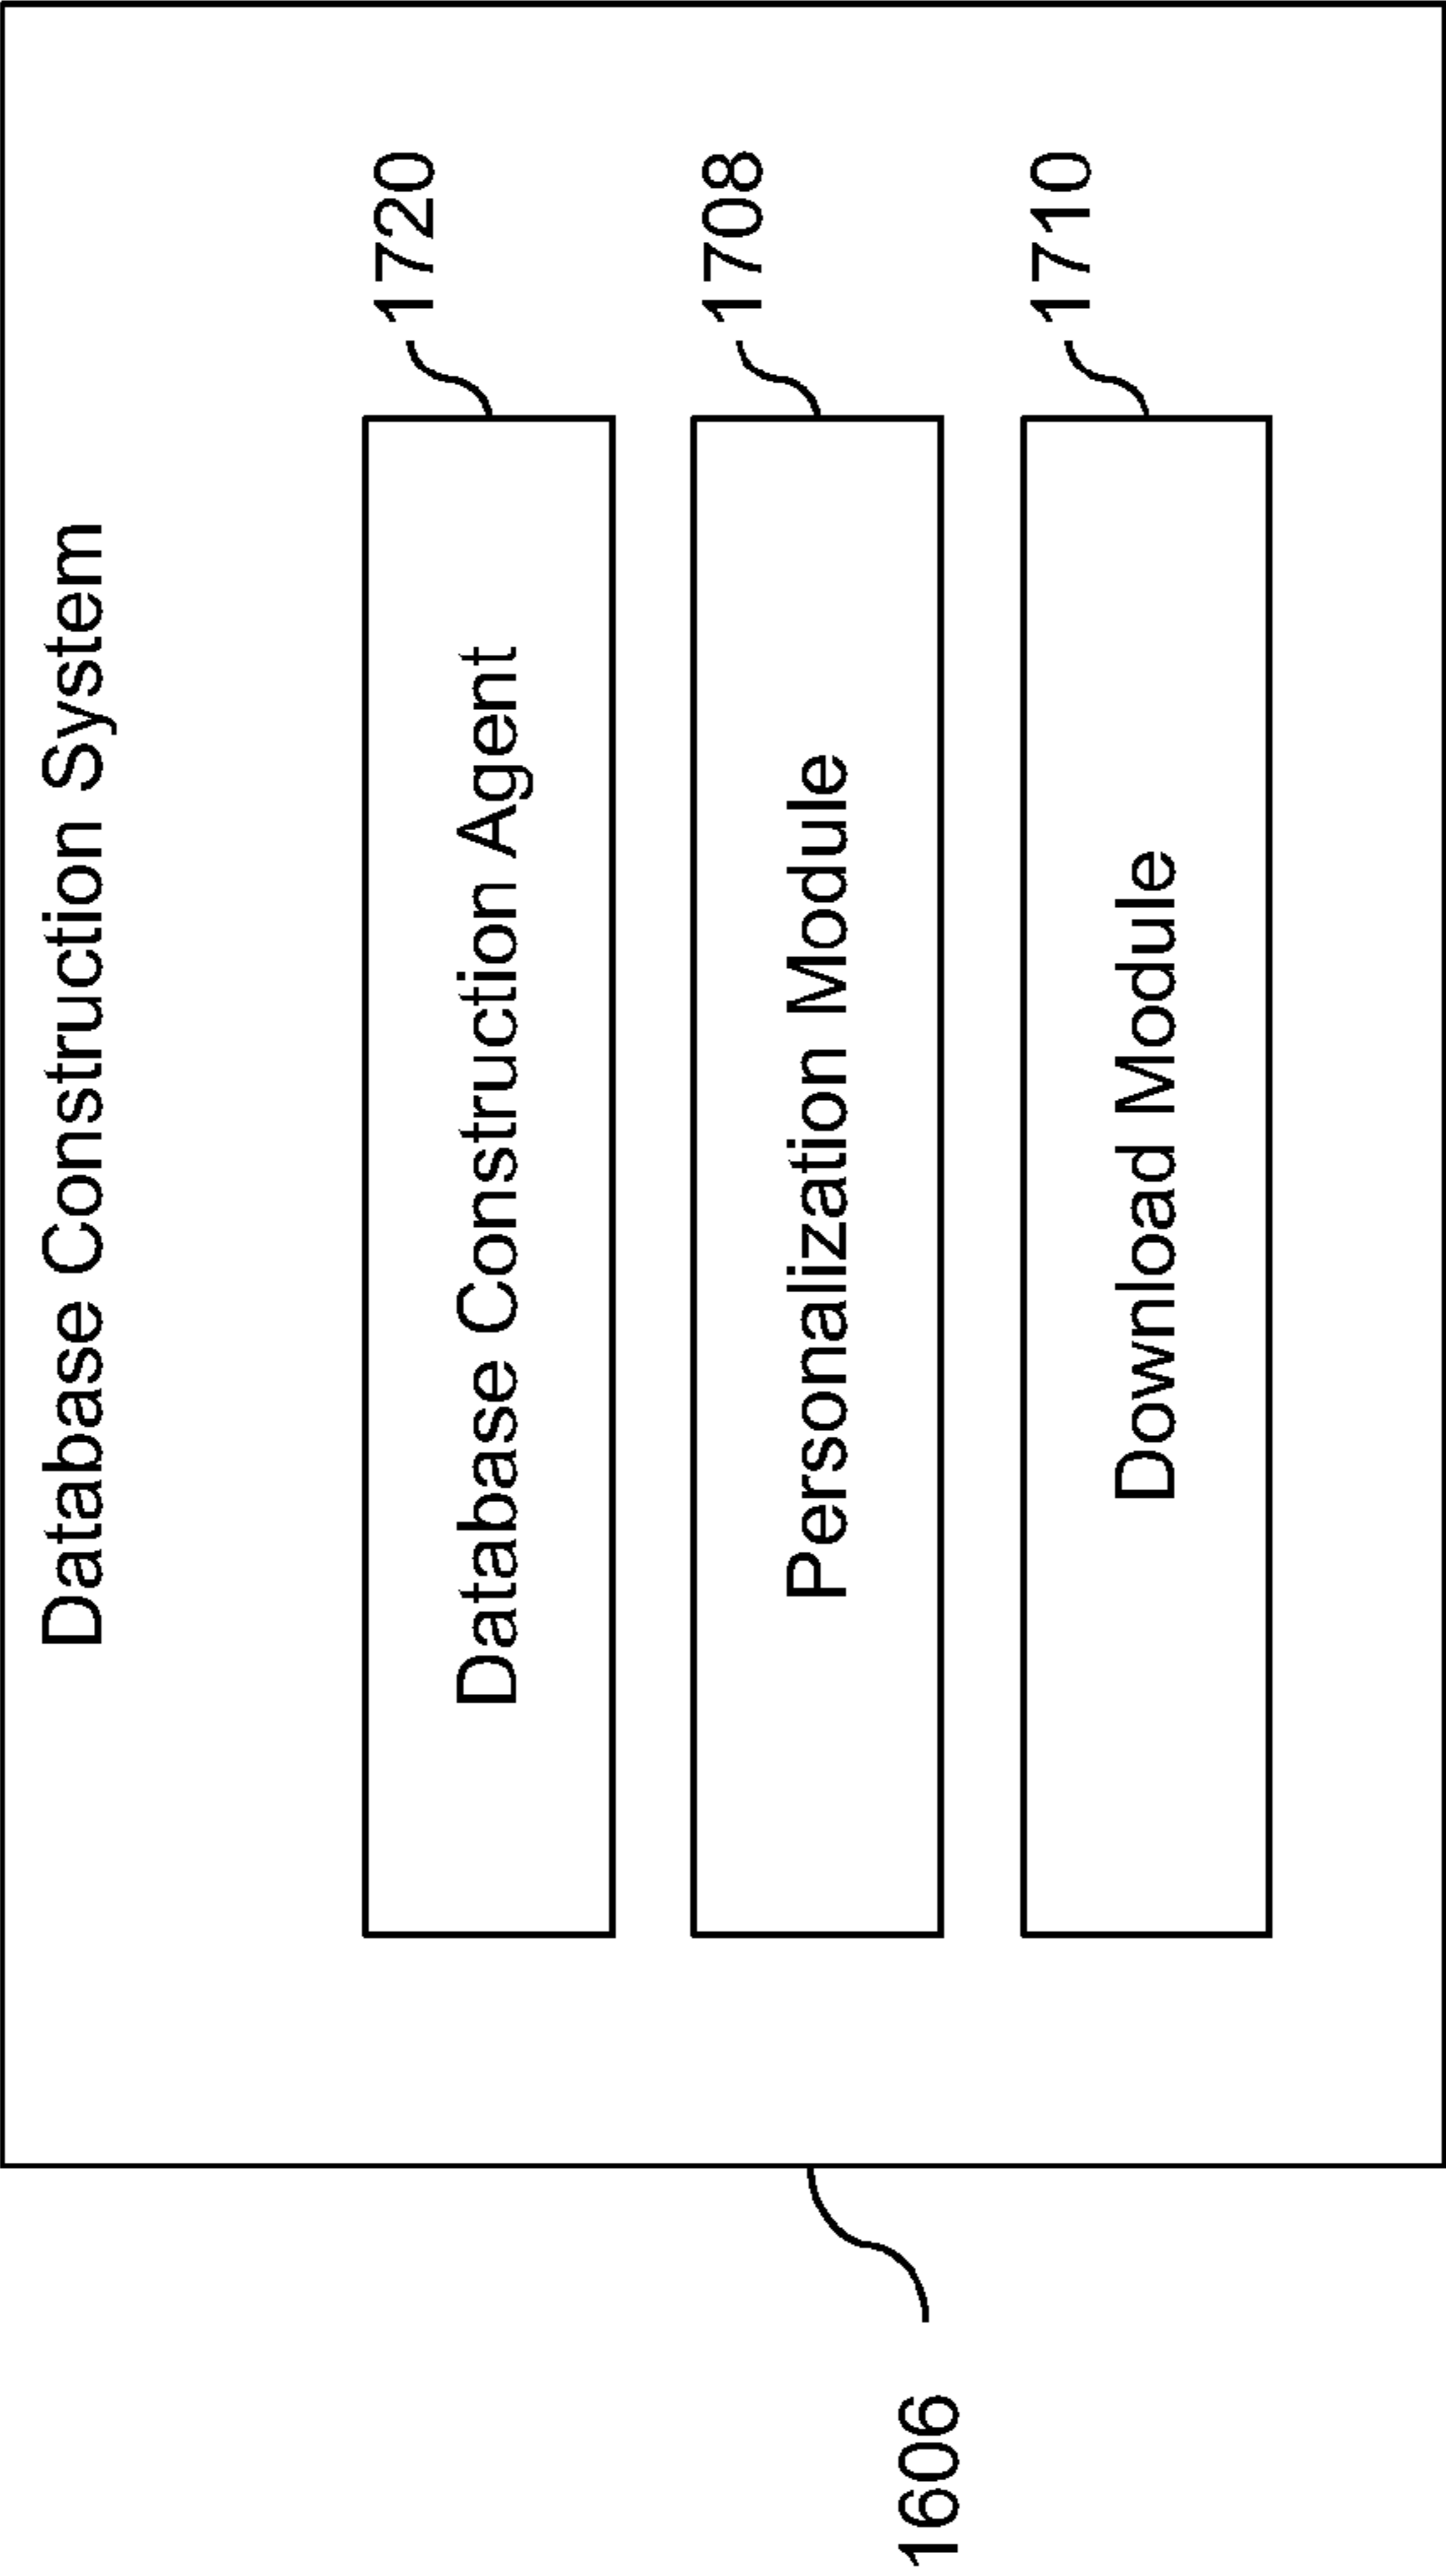 Database Construction System
Database Construction Agent
1720
Personalization Module
1708
Download Module
1710
1606